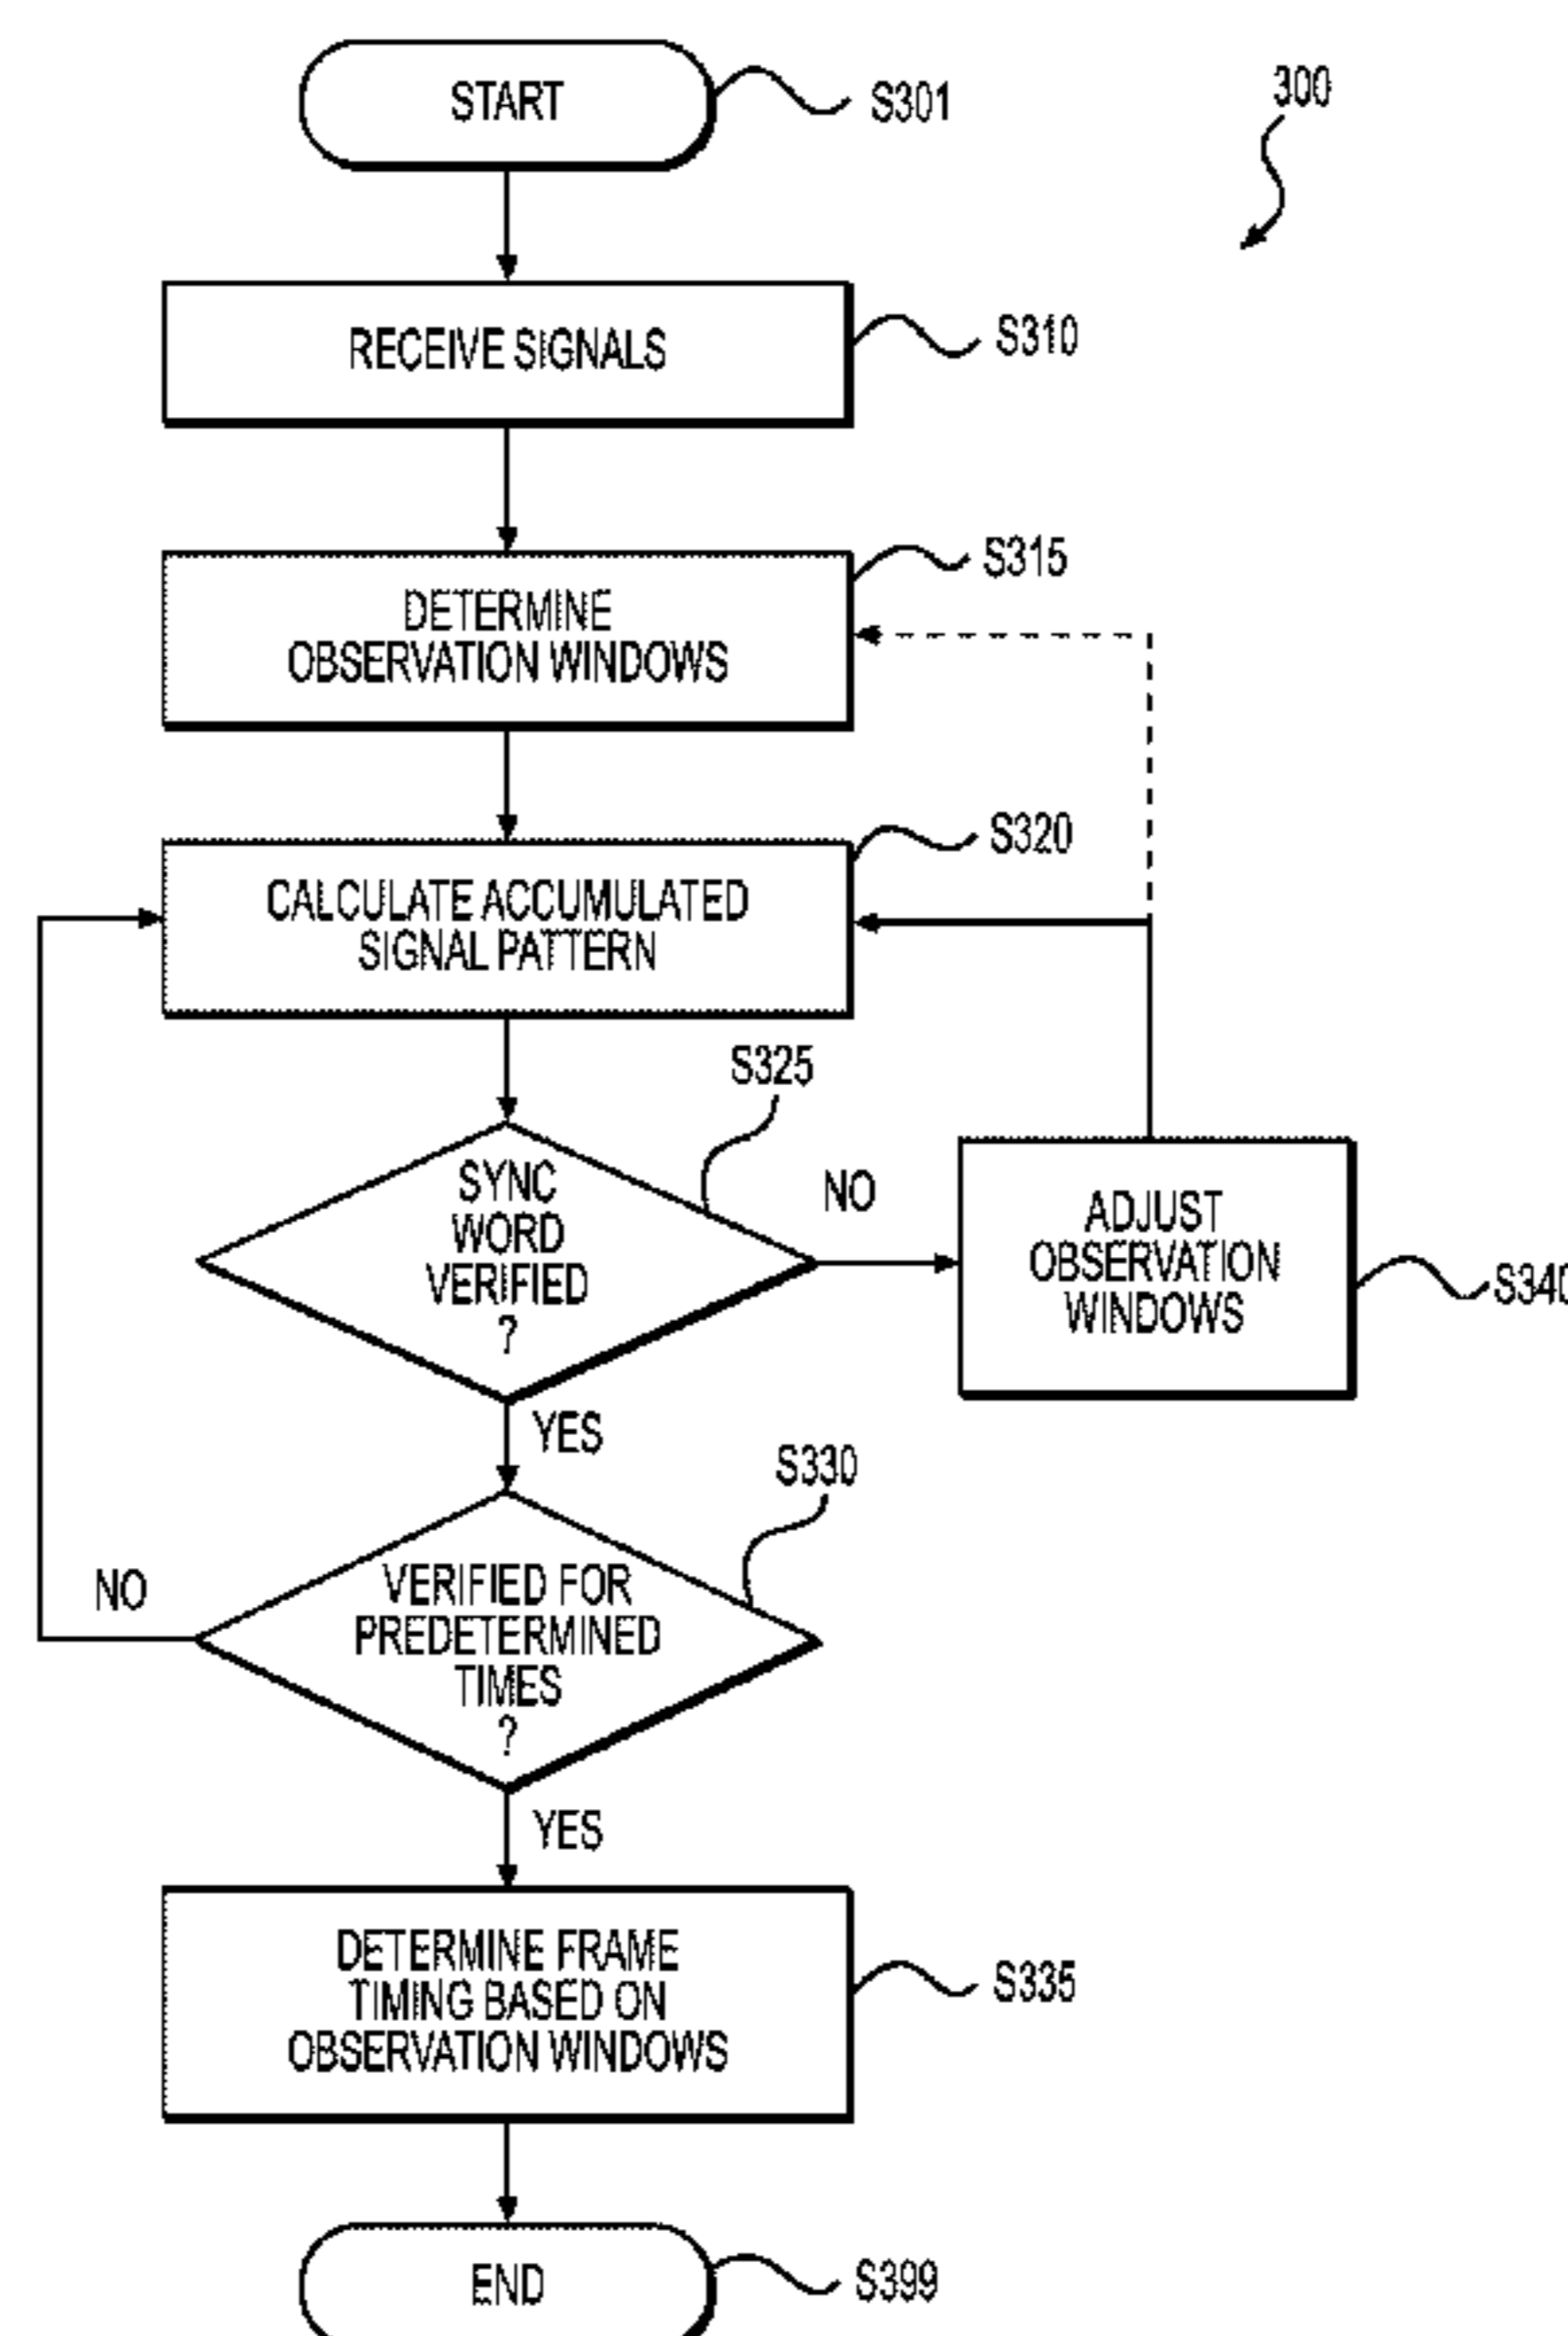 START
S301
300
RECEIVE SIGNALS
S310
DETERMINE
OBSERVATION WINDOWS
S315
CALCULATE ACCUMULATED
SIGNAL PATTERN
S320
SYNC
WORD
VERIFIED
?
S325
NO
ADJUST
OBSERVATION
WINDOWS
S340
YES
VERIFIED FOR
PREDETERMINED
TIMES
?
S330
NO
YES
DETERMINE FRAME
TIMING BASED ON
OBSERVATION WINDOWS
S335
END
S399